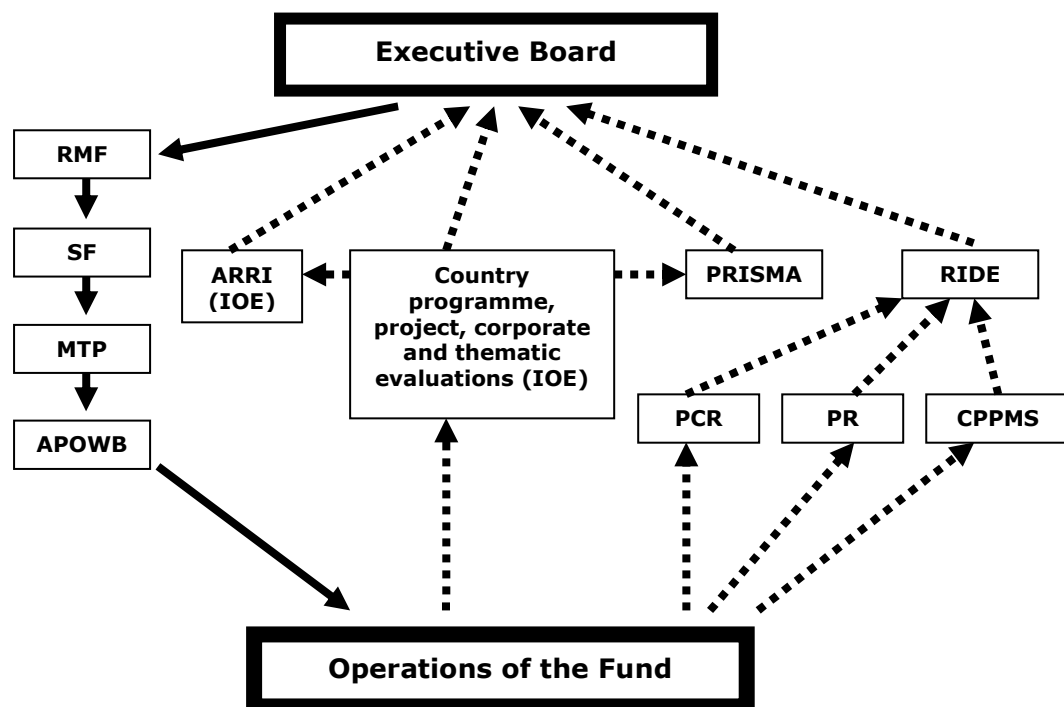 Executive Board
RMF
SF
MTP
APOWB
ARRI
(IOE)
Country
programme,
project, corporate
and thematic
evaluations (IOE)
PRISMA
RIDE
PCR
PR
CPPMS
Operations of the Fund